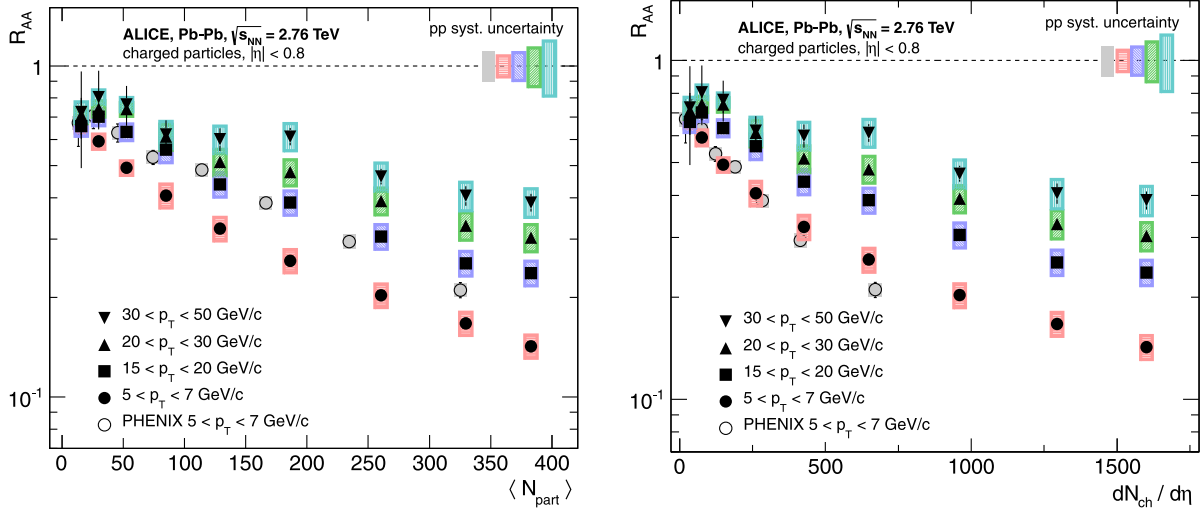 R_AA
ALICE, Pb-Pb, √s_NN = 2.76 TeV
charged particles, |η| < 0.8
pp syst. uncertainty
1
10^-1
30 < p_T < 50 GeV/c
20 < p_T < 30 GeV/c
15 < p_T < 20 GeV/c
5 < p_T < 7 GeV/c
PHENIX 5 < p_T < 7 GeV/c
0 50 100 150 200 250 300 350 400
⟨ N_part ⟩
R_AA
ALICE, Pb-Pb, √s_NN = 2.76 TeV
charged particles, |η| < 0.8
pp syst. uncertainty
1
10^-1
30 < p_T < 50 GeV/c
20 < p_T < 30 GeV/c
15 < p_T < 20 GeV/c
5 < p_T < 7 GeV/c
PHENIX 5 < p_T < 7 GeV/c
0 500 1000 1500
dN_ch / dη